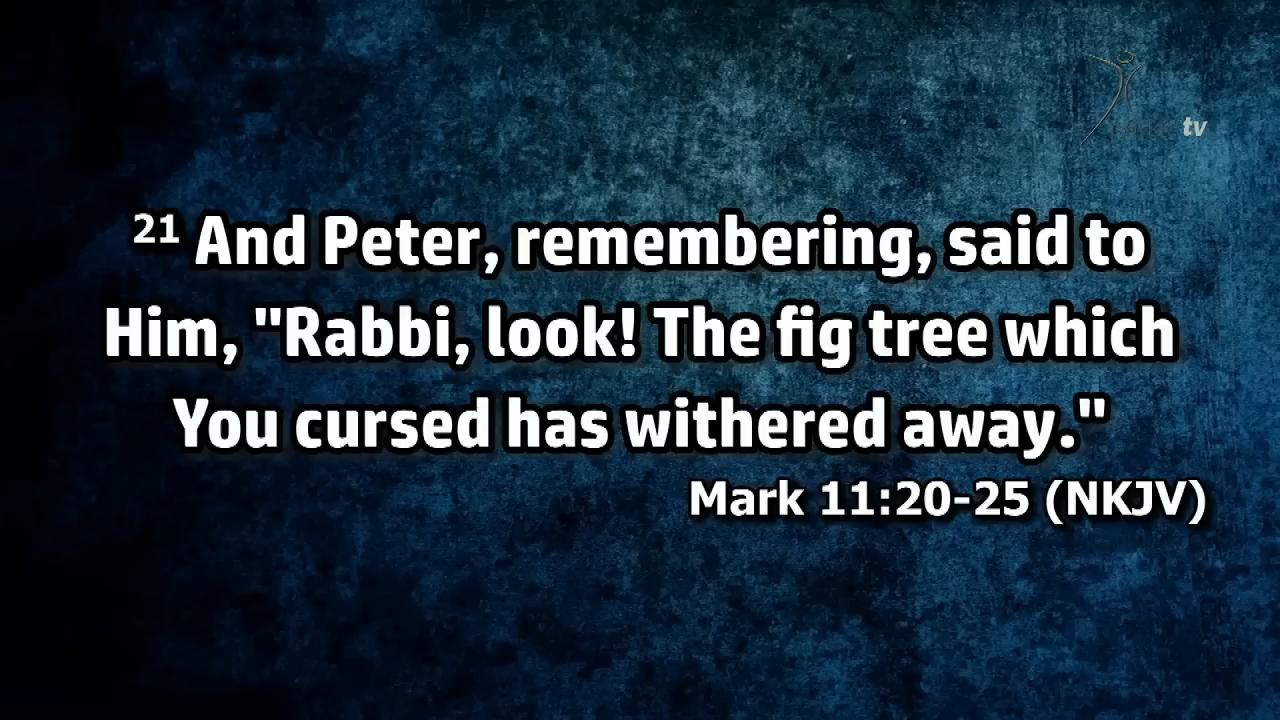 tv
²¹ And Peter, remembering, said to
Him, "Rabbi, look! The fig tree which
You cursed has withered away."
Mark 11:20-25 (NKJV)